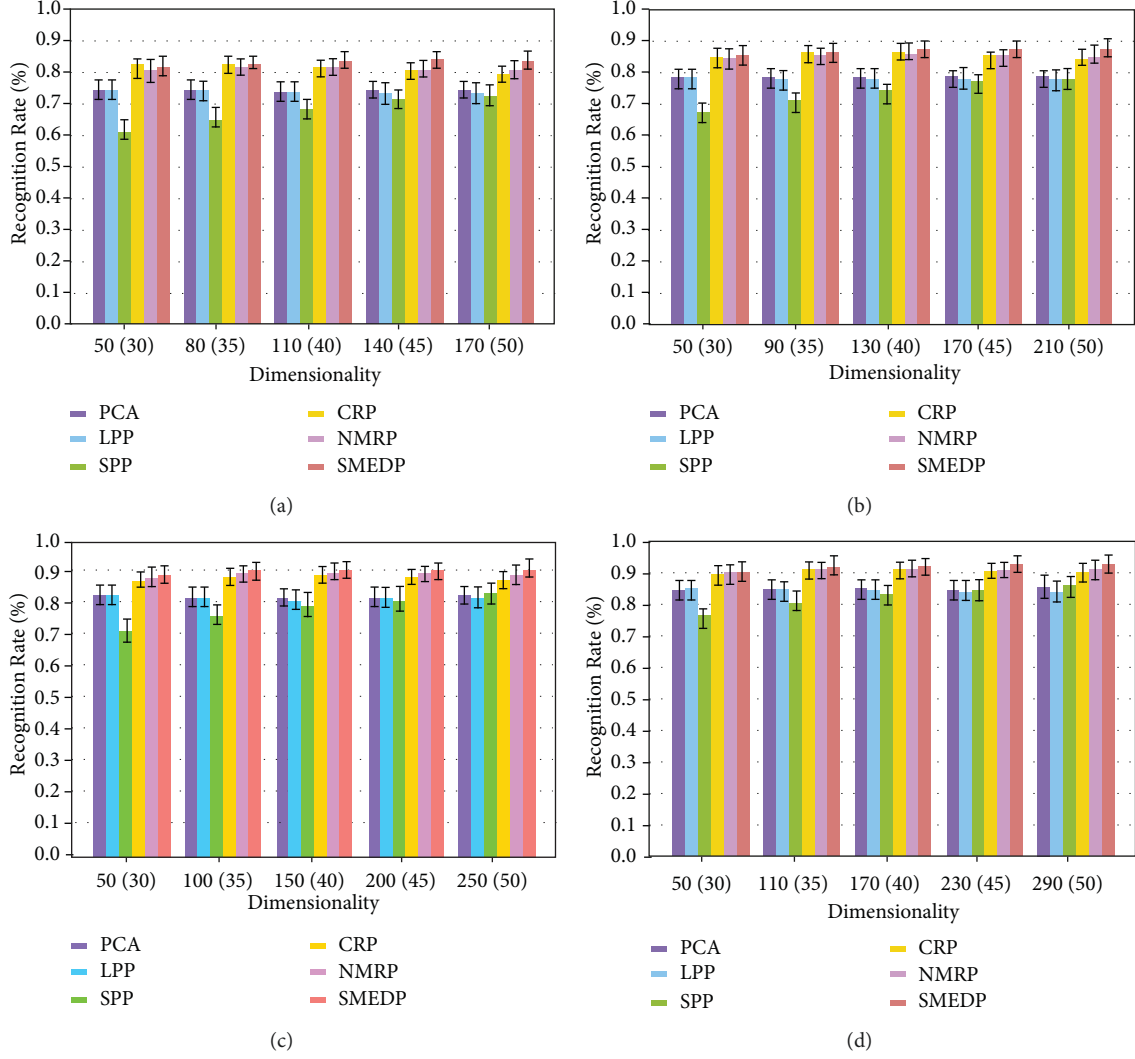 1.0
0.9
0.8
0.7
0.6
0.5
0.4
0.3
0.2
0.1
0.0
Recognition Rate (%)
50 (30) 80 (35) 110 (40) 140 (45) 170 (50)
Dimensionality
PCA CRP
LPP NMRP
SPP SMEDP
(a)
1.0
0.9
0.8
0.7
0.6
0.5
0.4
0.3
0.2
0.1
0.0
Recognition Rate (%)
50 (30) 90 (35) 130 (40) 170 (45) 210 (50)
Dimensionality
PCA CRP
LPP NMRP
SPP SMEDP
(b)
1.0
0.9
0.8
0.7
0.6
0.5
0.4
0.3
0.2
0.1
0.0
Recognition Rate (%)
50 (30) 100 (35) 150 (40) 200 (45) 250 (50)
Dimensionality
PCA CRP
LPP NMRP
SPP SMEDP
(c)
1.0
0.9
0.8
0.7
0.6
0.5
0.4
0.3
0.2
0.1
0.0
Recognition Rate (%)
50 (30) 110 (35) 170 (40) 230 (45) 290 (50)
Dimensionality
PCA CRP
LPP NMRP
SPP SMEDP
(d)